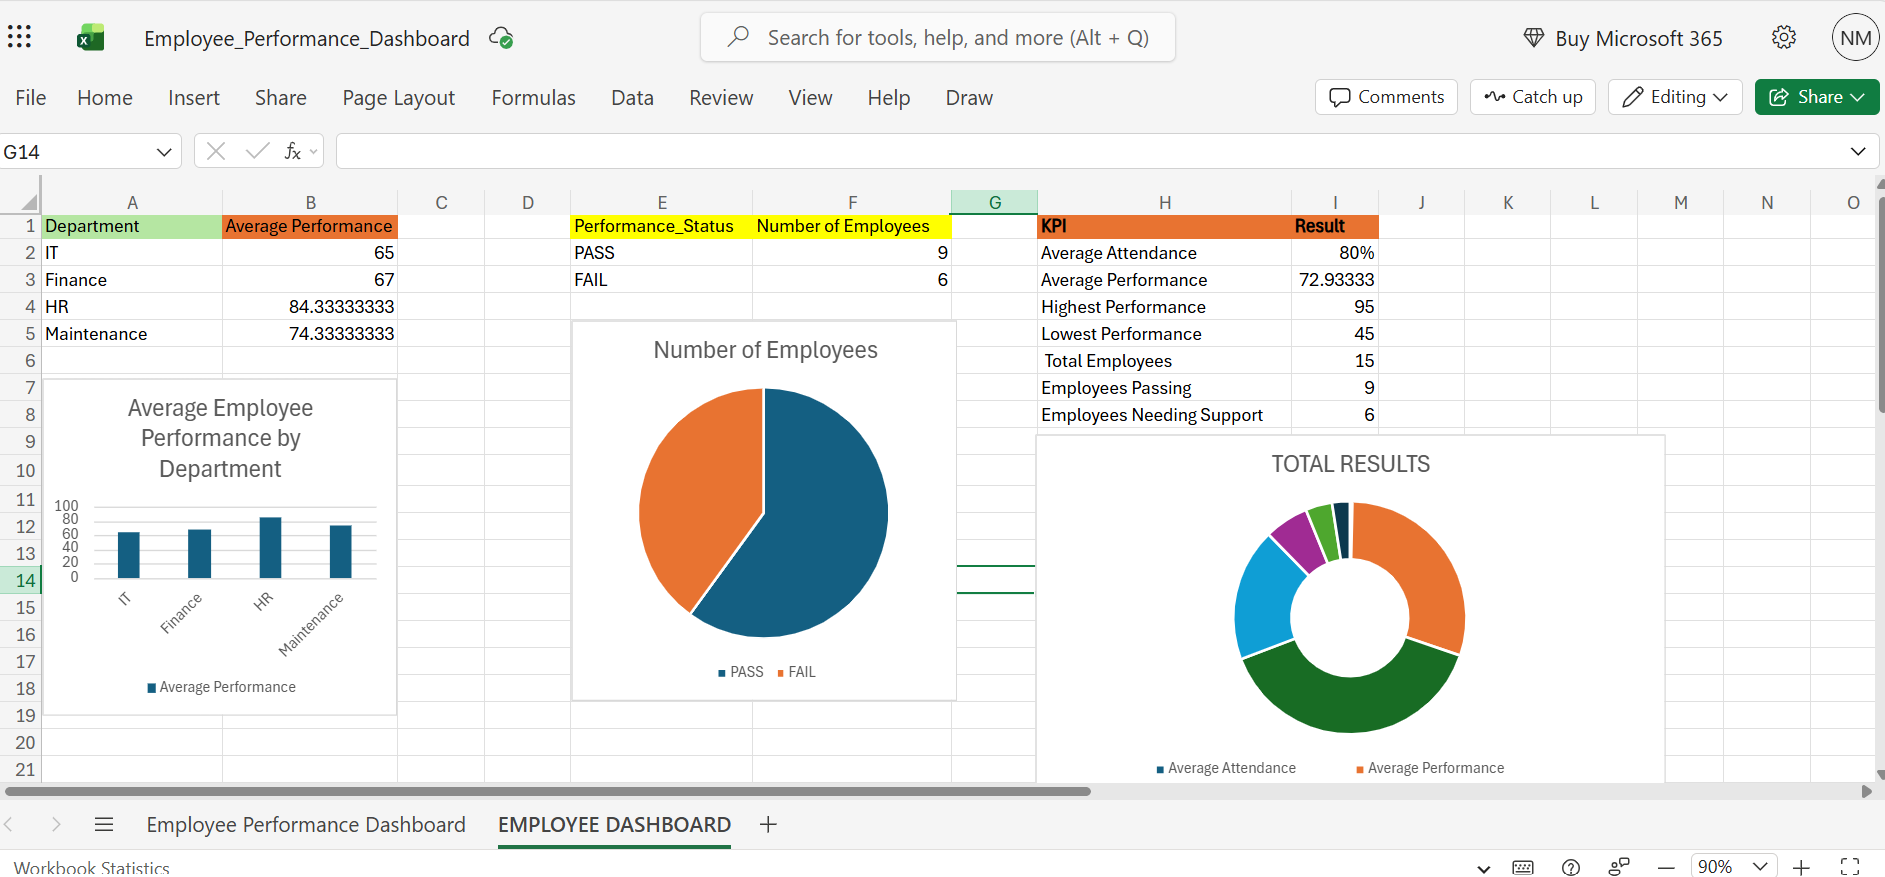 Employee_Performance_Dashboard
Search for tools, help, and more (Alt + Q)
Buy Microsoft 365
NM
File Home Insert Share Page Layout Formulas Data Review View Help Draw
Comments Catch up Editing Share
G14
fx
A B C D E F G H I J K L M N O
1 Department Average Performance Performance_Status Number of Employees KPI Result
2 IT 65 PASS 9 Average Attendance 80%
3 Finance 67 FAIL 6 Average Performance 72.93333
4 HR 84.33333333 Highest Performance 95
5 Maintenance 74.33333333 Lowest Performance 45
6 Total Employees 15
7 Employees Passing 9
8 Employees Needing Support 6
9
10
11
12
13
14
15
16
17
18
19
20
21
Average Employee
Performance by
Department
100
80
60
40
20
0
IT
Finance
HR
Maintenance
Average Performance
Number of Employees
PASS FAIL
TOTAL RESULTS
Average Attendance Average Performance
Employee Performance Dashboard EMPLOYEE DASHBOARD
Workbook Statistics
90%